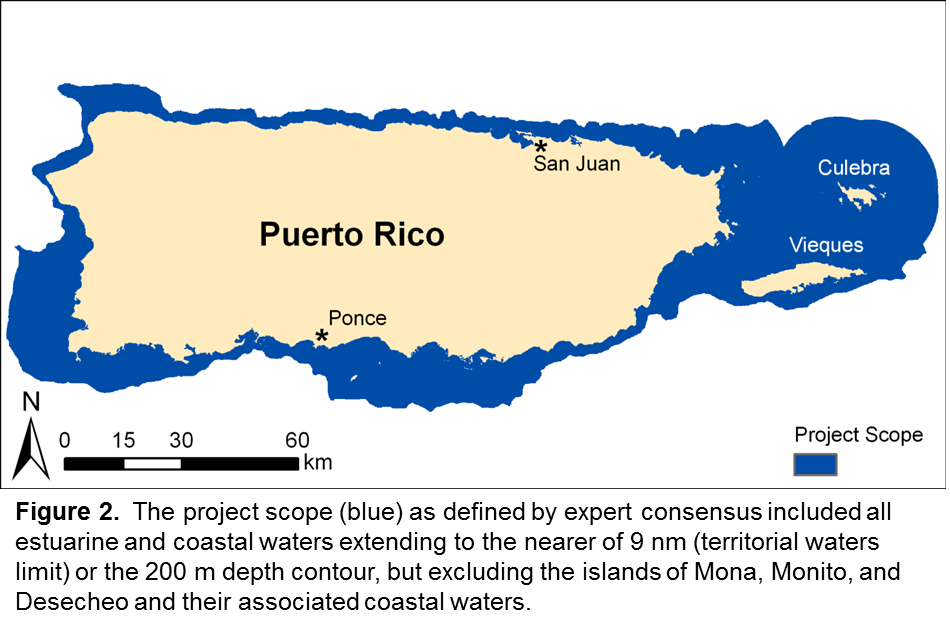 Culebra
*
San Juan
Puerto Rico
Vieques
Ponce
*
N
0 15 30 60
km
Project Scope
Figure 2. The project scope (blue) as defined by expert consensus included all
estuarine and coastal waters extending to the nearer of 9 nm (territorial waters
limit) or the 200 m depth contour, but excluding the islands of Mona, Monito, and
Desecheo and their associated coastal waters.